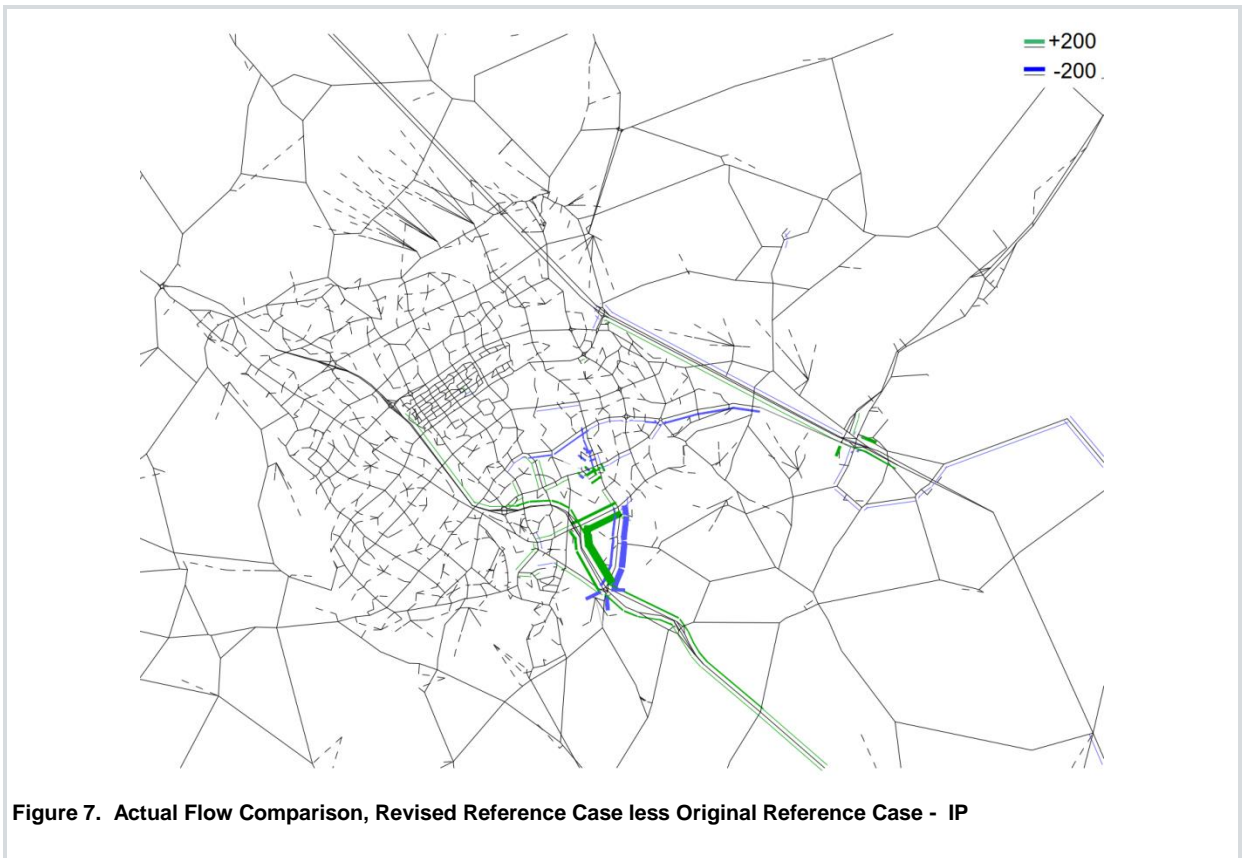 +200
-200
Figure 7. Actual Flow Comparison, Revised Reference Case less Original Reference Case - IP